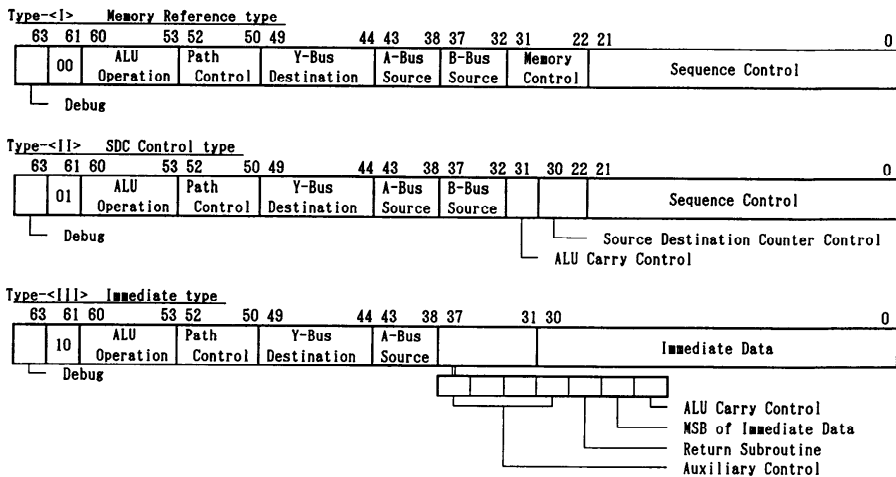 Type-<I> Memory Reference type
63 61 60 53 52 50 49 44 43 38 37 32 31 22 21 0
00 ALU Operation Path Control Y-Bus Destination A-Bus Source B-Bus Source Memory Control Sequence Control
Debug
Type-<II> SDC Control type
63 61 60 53 52 50 49 44 43 38 37 32 31 30 22 21 0
01 ALU Operation Path Control Y-Bus Destination A-Bus Source B-Bus Source Sequence Control
Debug
Source Destination Counter Control
ALU Carry Control
Type-<III> Immediate type
63 61 60 53 52 50 49 44 43 38 37 31 30 0
10 ALU Operation Path Control Y-Bus Destination A-Bus Source Immediate Data
Debug
ALU Carry Control
MSB of Immediate Data
Return Subroutine
Auxiliary Control